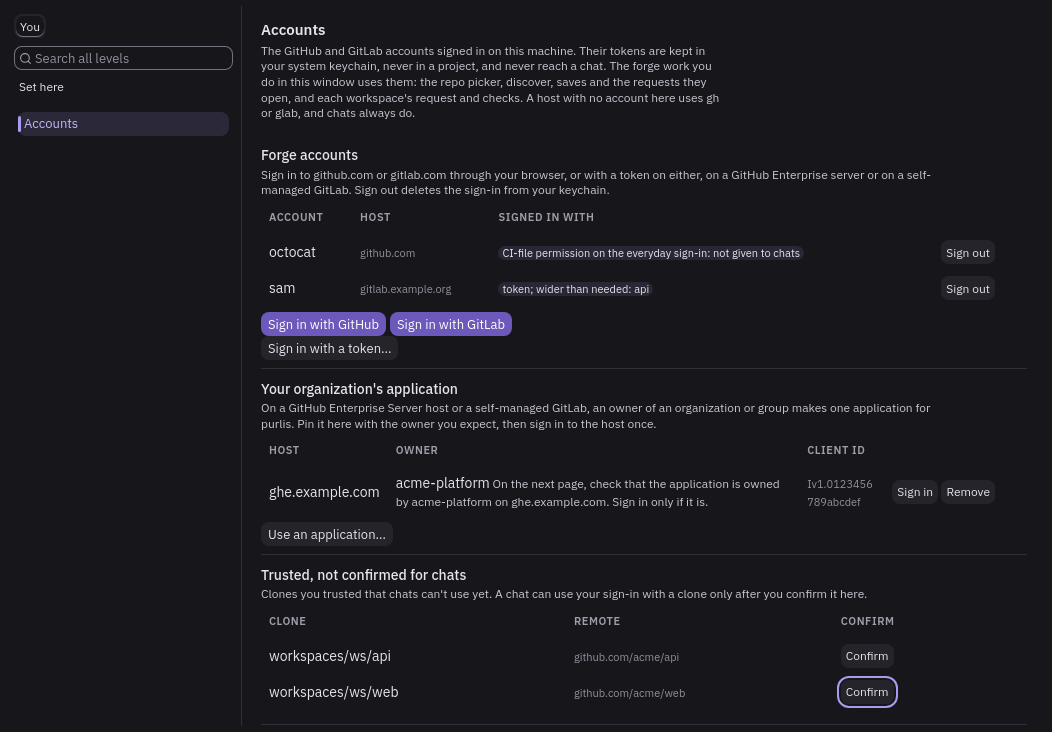 You
Search all levels
Set here
Accounts
Accounts
The GitHub and GitLab accounts signed in on this machine. Their tokens are kept in
your system keychain, never in a project, and never reach a chat. The forge work you
do in this window uses them: the repo picker, discover, saves and the requests they
open, and each workspace's request and checks. A host with no account here uses gh
or glab, and chats always do.
Forge accounts
Sign in to github.com or gitlab.com through your browser, or with a token on either, on a GitHub Enterprise server or on a self-
managed GitLab. Sign out deletes the sign-in from your keychain.
ACCOUNT HOST SIGNED IN WITH
octocat github.com CI-file permission on the everyday sign-in: not given to chats Sign out
sam gitlab.example.org token; wider than needed: api Sign out
Sign in with GitHub Sign in with GitLab
Sign in with a token...
Your organization's application
On a GitHub Enterprise Server host or a self-managed GitLab, an owner of an organization or group makes one application for
purlis. Pin it here with the owner you expect, then sign in to the host once.
HOST OWNER CLIENT ID
ghe.example.com acme-platform On the next page, check that the application is owned Iv1.0123456 Sign in Remove
by acme-platform on ghe.example.com. Sign in only if it is. 789abcdef
Use an application...
Trusted, not confirmed for chats
Clones you trusted that chats can't use yet. A chat can use your sign-in with a clone only after you confirm it here.
CLONE REMOTE CONFIRM
workspaces/ws/api github.com/acme/api Confirm
workspaces/ws/web github.com/acme/web Confirm